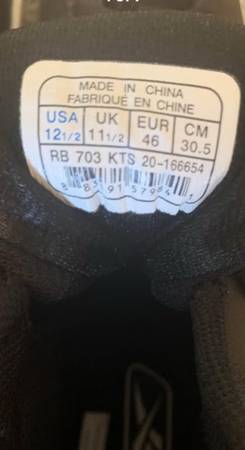 MADE IN CHINA
FABRIQUE EN CHINE
USA UK EUR CM
12 1/2 11 1/2 46 30.5
RB 703 KTS 20-166654